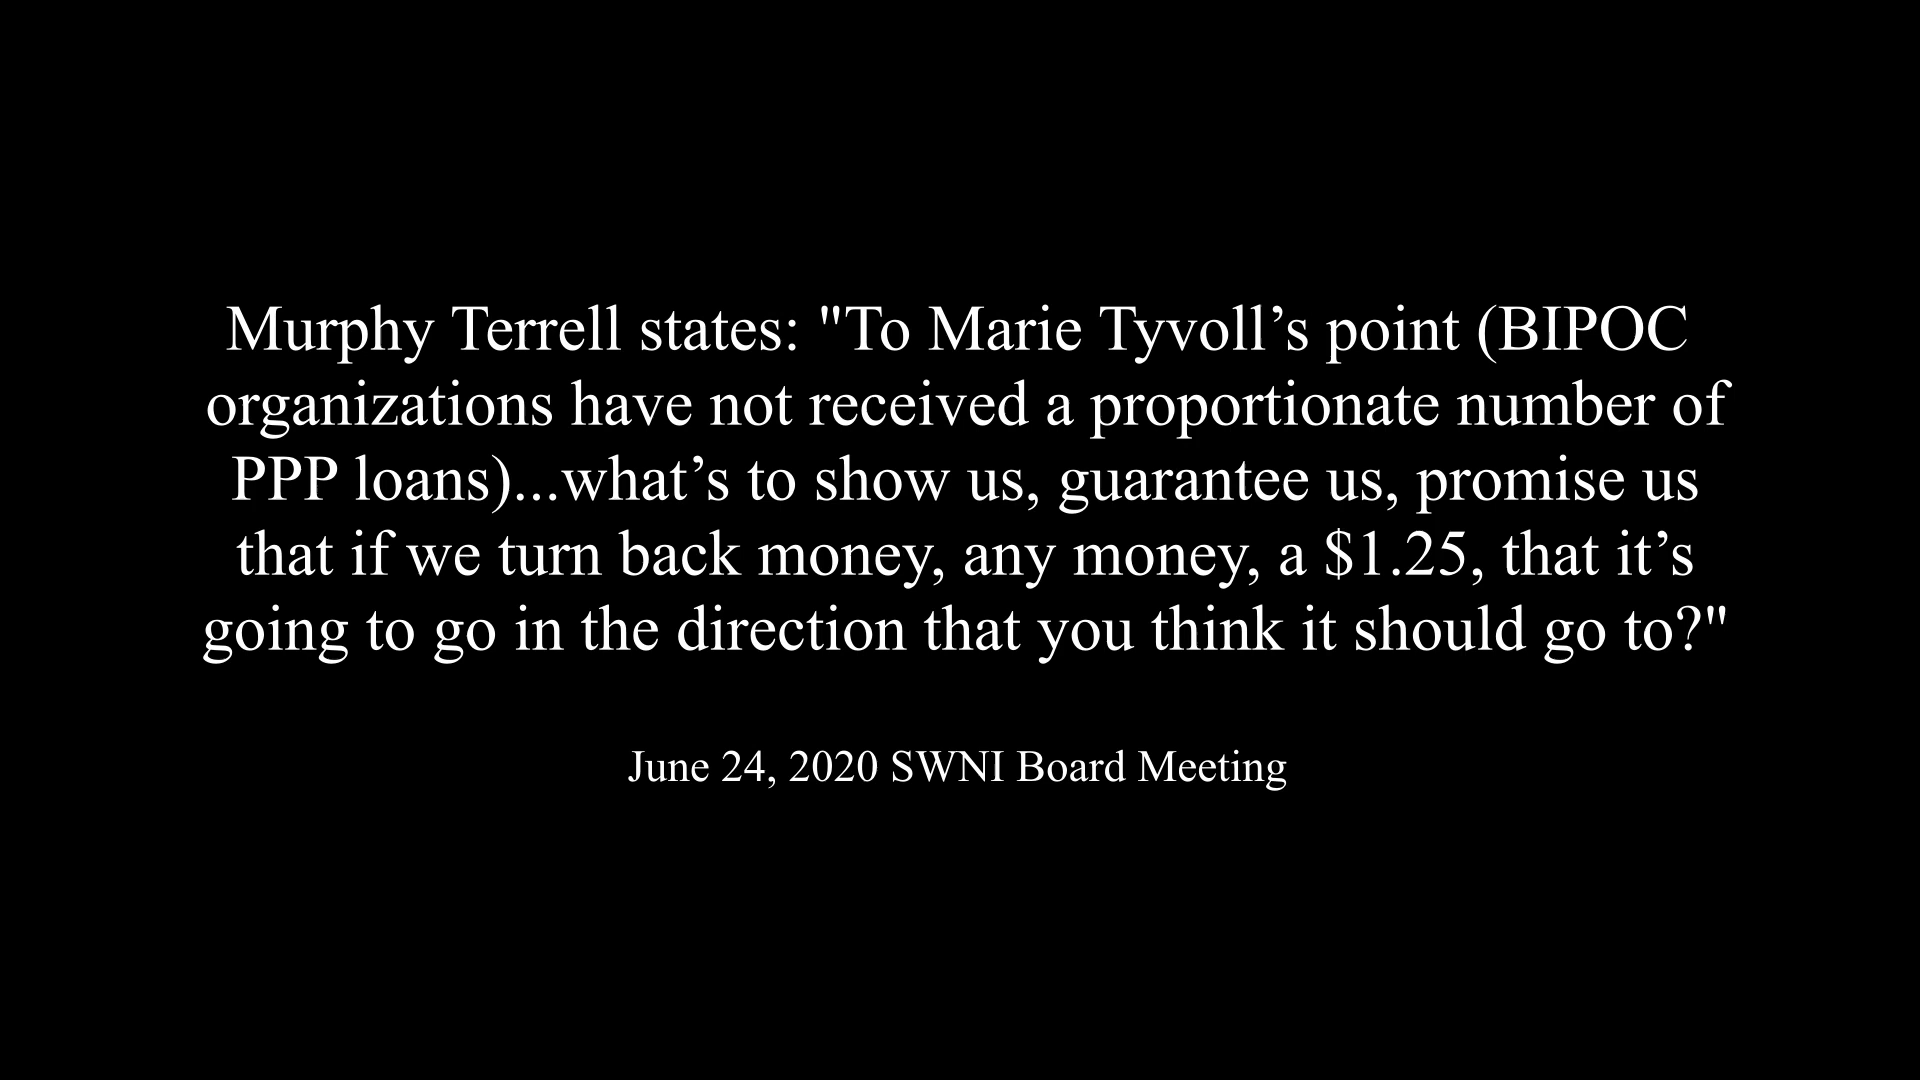 Murphy Terrell states: "To Marie Tyvoll’s point (BIPOC
organizations have not received a proportionate number of
PPP loans)...what’s to show us, guarantee us, promise us
that if we turn back money, any money, a $1.25, that it’s
going to go in the direction that you think it should go to?"
June 24, 2020 SWNI Board Meeting